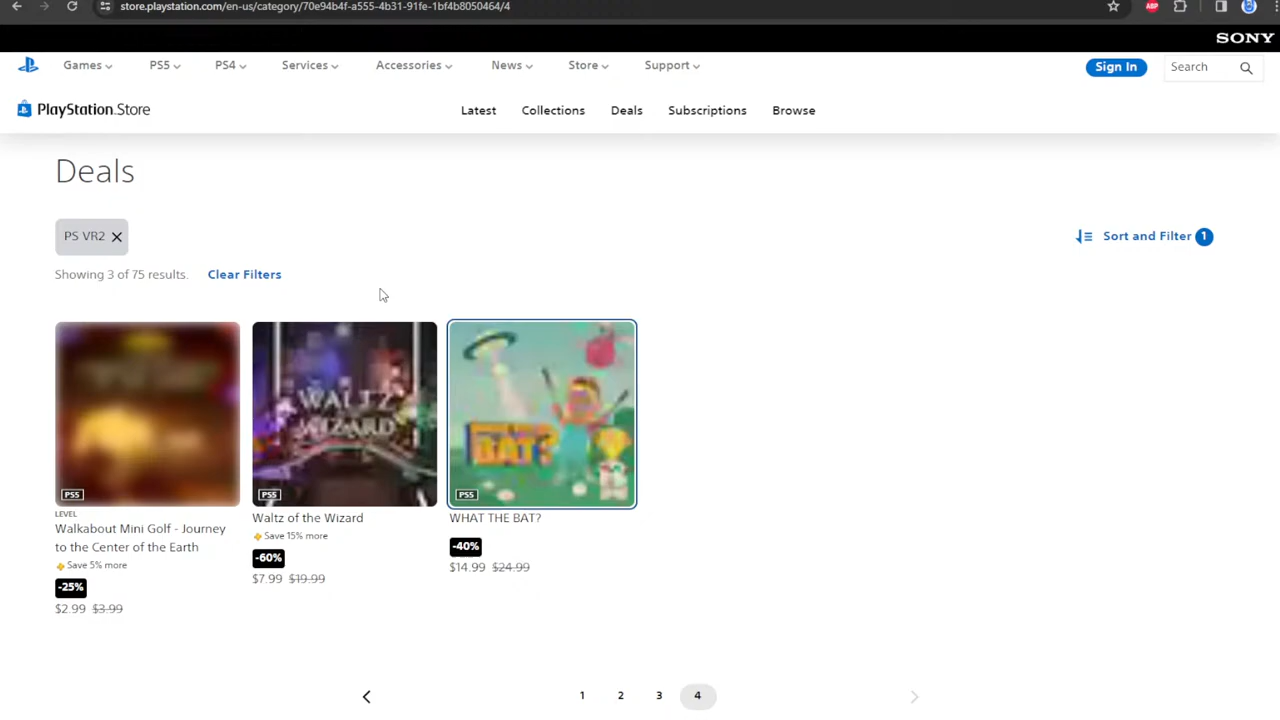 store.playstation.com/en-us/category/70e94b4f-a555-4b31-91fe-1bf4b8050464/4
ABP
SONY
Games PS5 PS4 Services Accessories News Store Support Sign In Search
PlayStation.Store Latest Collections Deals Subscriptions Browse
Deals
PS VR2
Sort and Filter 1
Showing 3 of 75 results. Clear Filters
WALTZ
WIZARD
BAT?
PS5
PS5
PS5
LEVEL
Walkabout Mini Golf - Journey
to the Center of the Earth
Save 5% more
-25%
$2.99 $3.99
Waltz of the Wizard
Save 15% more
-60%
$7.99 $19.99
WHAT THE BAT?
-40%
$14.99 $24.99
1 2 3 4